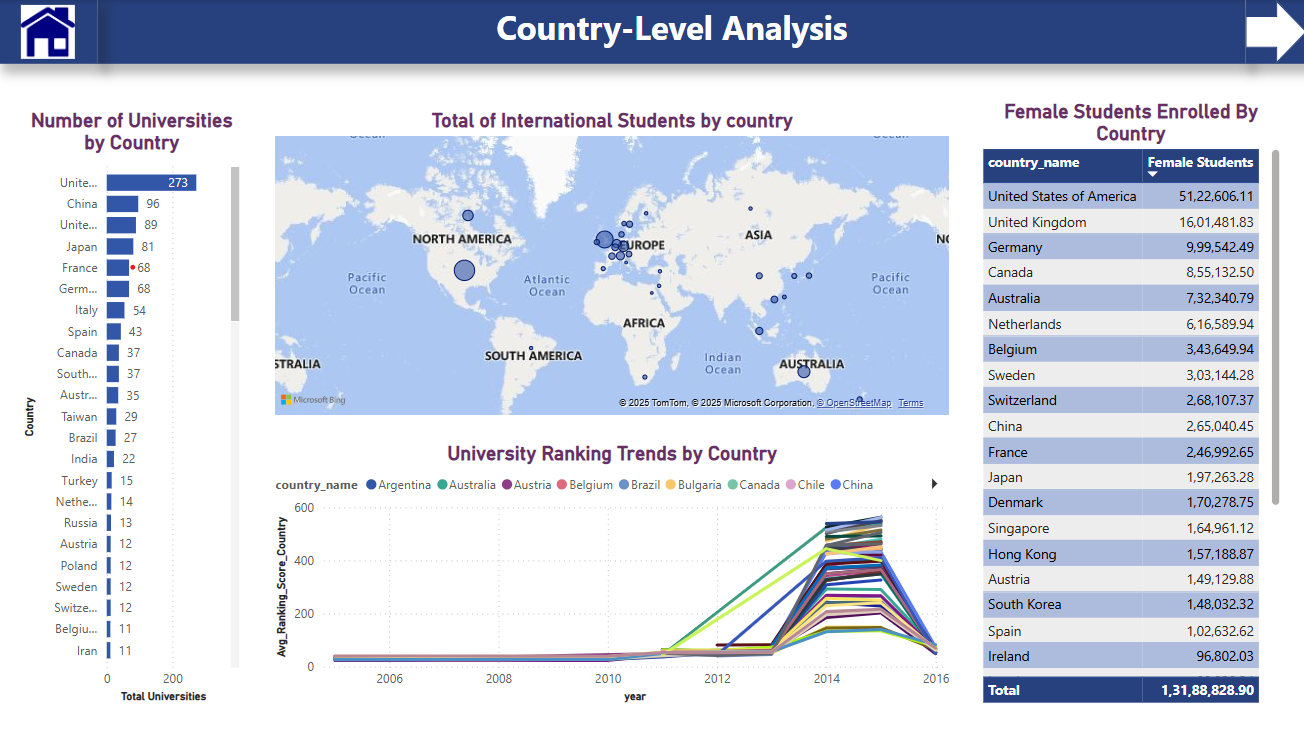 Country-Level Analysis
Number of Universities
by Country
Country
Unite... 273
China 96
Unite... 89
Japan 81
France 68
Germ... 68
Italy 54
Spain 43
Canada 37
South... 37
Austr... 35
Taiwan 29
Brazil 27
India 22
Turkey 15
Nethe... 14
Russia 13
Austria 12
Poland 12
Sweden 12
Switze... 12
Belgiu... 11
Iran 11
0 200
Total Universities
Total of International Students by country
Ocean Ocean
NORTH AMERICA
EUROPE
ASIA
Pacific
Ocean
Atlantic
Ocean
Pacific
Ocean
AFRICA
SOUTH AMERICA
Indian
Ocean
STRALIA
AUSTRALIA
Microsoft Bing
© 2025 TomTom, © 2025 Microsoft Corporation, © OpenStreetMap Terms
University Ranking Trends by Country
country_name Argentina Australia Austria Belgium Brazil Bulgaria Canada Chile China
Avg_Ranking_Score_Country
600
400
200
0
2006 2008 2010 2012 2014 2016
year
Female Students Enrolled By
Country
country_name Female Students
United States of America 51,22,606.11
United Kingdom 16,01,481.83
Germany 9,99,542.49
Canada 8,55,132.50
Australia 7,32,340.79
Netherlands 6,16,589.94
Belgium 3,43,649.94
Sweden 3,03,144.28
Switzerland 2,68,107.37
China 2,65,040.45
France 2,46,992.65
Japan 1,97,263.28
Denmark 1,70,278.75
Singapore 1,64,961.12
Hong Kong 1,57,188.87
Austria 1,49,129.88
South Korea 1,48,032.32
Spain 1,02,632.62
Ireland 96,802.03
Total 1,31,88,828.90